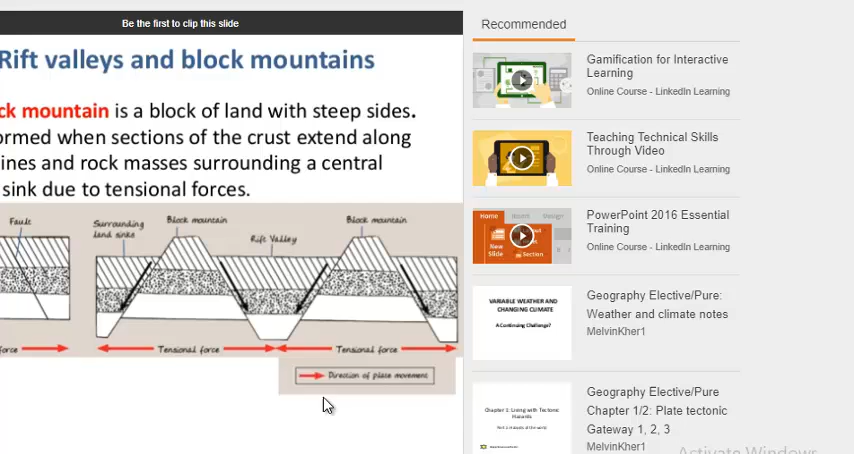 Be the first to clip this slide
Rift valleys and block mountains
ck mountain is a block of land with steep sides.
ormed when sections of the crust extend along
ines and rock masses surrounding a central
sink due to tensional forces.
Fault
Surrounding
land sinks
Block mountain
Rift Valley
Block mountain
force
Tensional force
Tensional force
Direction of plate movement
Recommended
Gamification for Interactive
Learning
Online Course - LinkedIn Learning
Teaching Technical Skills
Through Video
Online Course - LinkedIn Learning
Home Insert Design
New
Slide
Layout
Section
PowerPoint 2016 Essential
Training
Online Course - LinkedIn Learning
VARIABLE WEATHER AND
CHANGING CLIMATE
A Continuing Challenge?
Geography Elective/Pure:
Weather and climate notes
MelvinKher1
Chapter 1: Living with Tectonic
Hazards
Geography Elective/Pure
Chapter 1/2: Plate tectonic
Gateway 1, 2, 3
MelvinKher1
Activate Windows